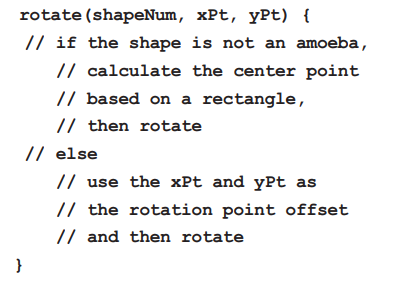 rotate(shapeNum, xPt, yPt) {
// if the shape is not an amoeba,
// calculate the center point
// based on a rectangle,
// then rotate
// else
// use the xPt and yPt as
// the rotation point offset
// and then rotate
}